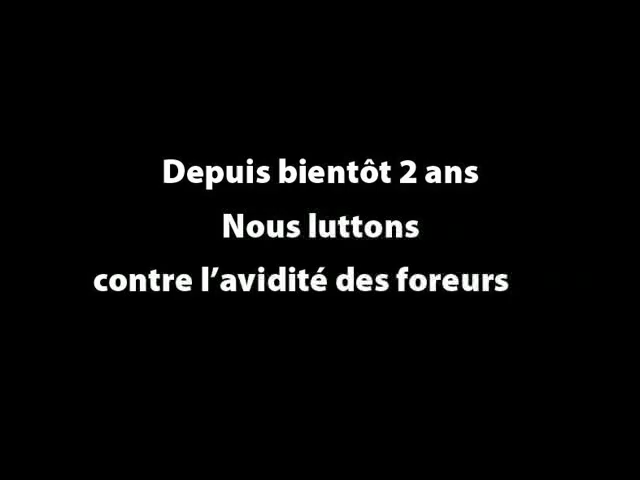 Depuis bientôt 2 ans
Nous luttons
contre l’avidité des foreurs